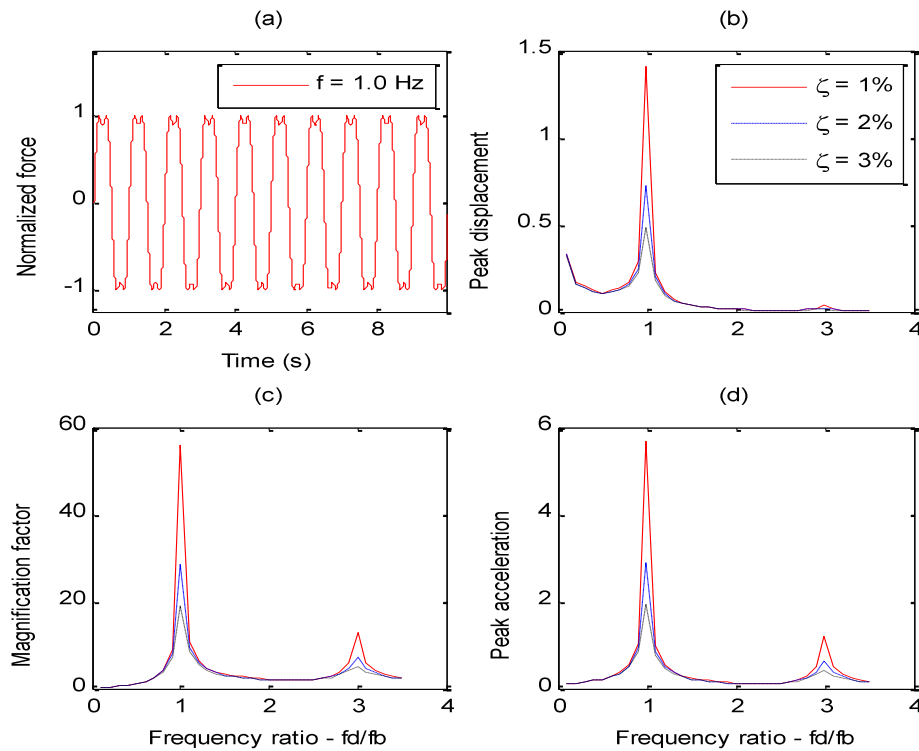 (a)
f = 1.0 Hz
Normalized force
1
0
-1
0
2
4
6
8
Time (s)
(b)
ζ = 1%
ζ = 2%
ζ = 3%
Peak displacement
1.5
1
0.5
0
0
1
2
3
4
(c)
Magnification factor
60
40
20
0
0
1
2
3
4
Frequency ratio - fd/fb
(d)
Peak acceleration
6
4
2
0
0
1
2
3
4
Frequency ratio - fd/fb